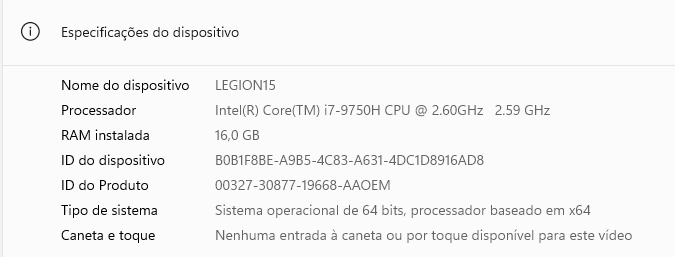 Especificações do dispositivo
Nome do dispositivo LEGION15
Processador Intel(R) Core(TM) i7-9750H CPU @ 2.60GHz 2.59 GHz
RAM instalada 16,0 GB
ID do dispositivo B0B1F8BE-A9B5-4C83-A631-4DC1D8916AD8
ID do Produto 00327-30877-19668-AAOEM
Tipo de sistema Sistema operacional de 64 bits, processador baseado em x64
Caneta e toque Nenhuma entrada à caneta ou por toque disponível para este vídeo